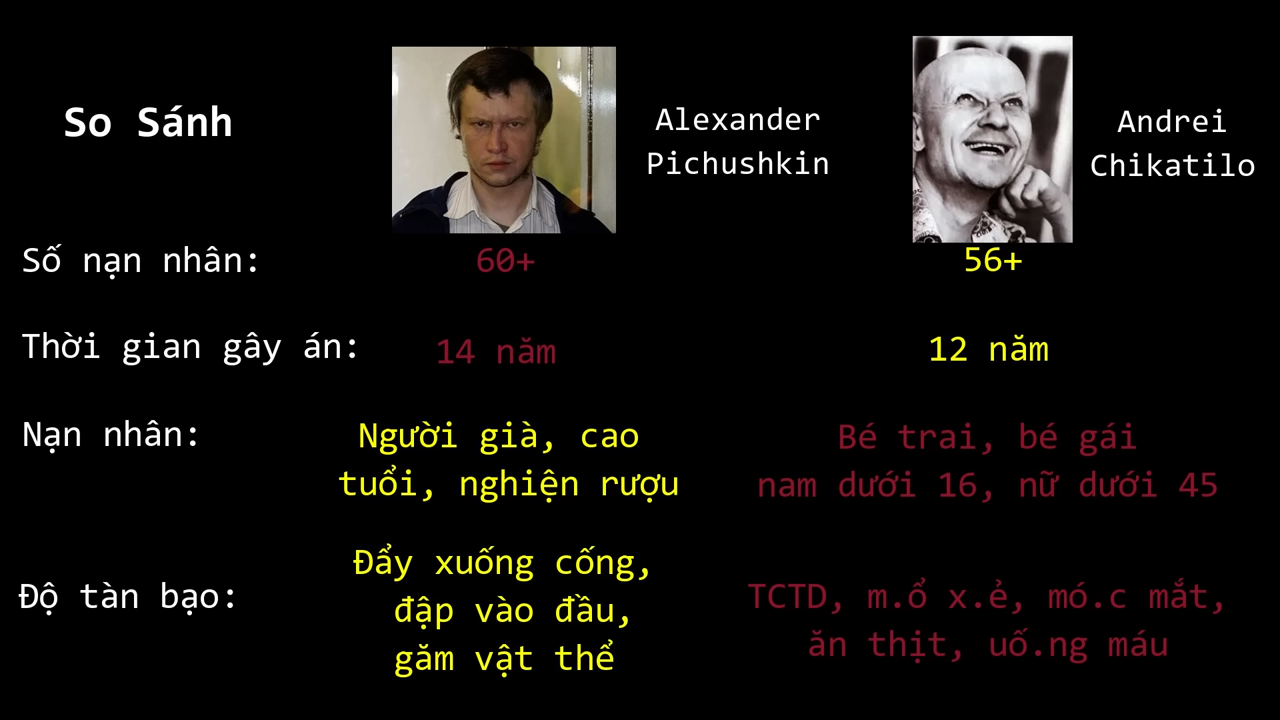 So Sánh
Alexander
Pichushkin
Andrei
Chikatilo
Số nạn nhân:
60+
56+
Thời gian gây án:
14 năm
12 năm
Nạn nhân:
Người già, cao
tuổi, nghiện rượu
Bé trai, bé gái
nam dưới 16, nữ dưới 45
Độ tàn bạo:
Đẩy xuống cống,
đập vào đầu,
găm vật thể
TCTD, m.ổ x.ẻ, mó.c mắt,
ăn thịt, uố.ng máu